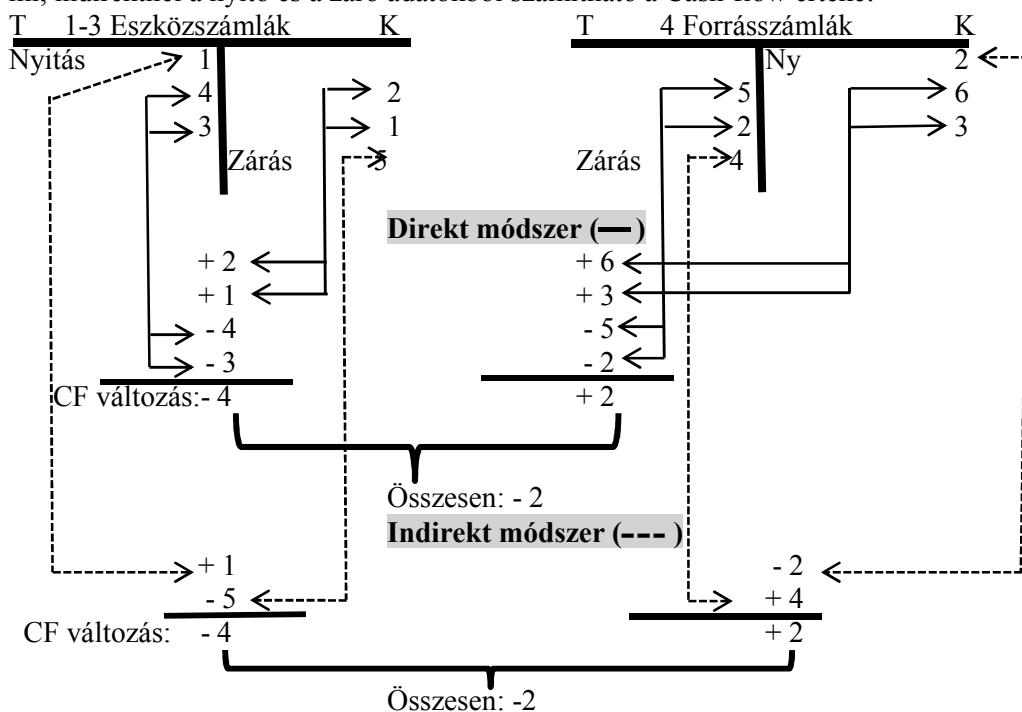 T 1-3 Eszközszámlák K T 4 Forrásszámlák K
Nyitás 1 Ny 2
4 2 5 6
3 1 2 3
Zárás 5 Zárás 4
Direkt módszer ( )
+ 2 + 6
+ 1 + 3
- 4 - 5
- 3 - 2
CF változás:- 4 + 2
Összesen: - 2
Indirekt módszer (--- )
+ 1 - 2
- 5 + 4
CF változás: - 4 + 2
Összesen: -2